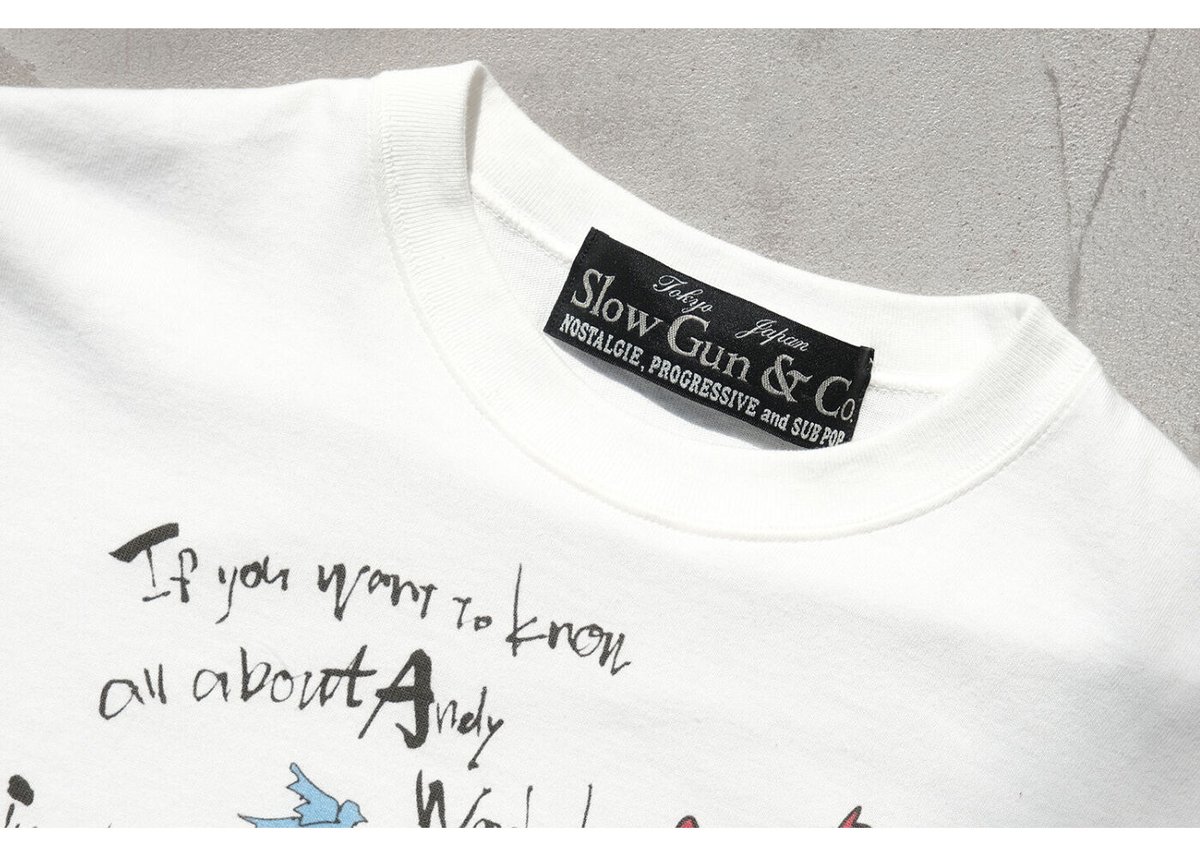 Tokyo Japan
Slow Gun & Co.
NOSTALGIE, PROGRESSIVE and SUB POP
If you want to know
all about Andy